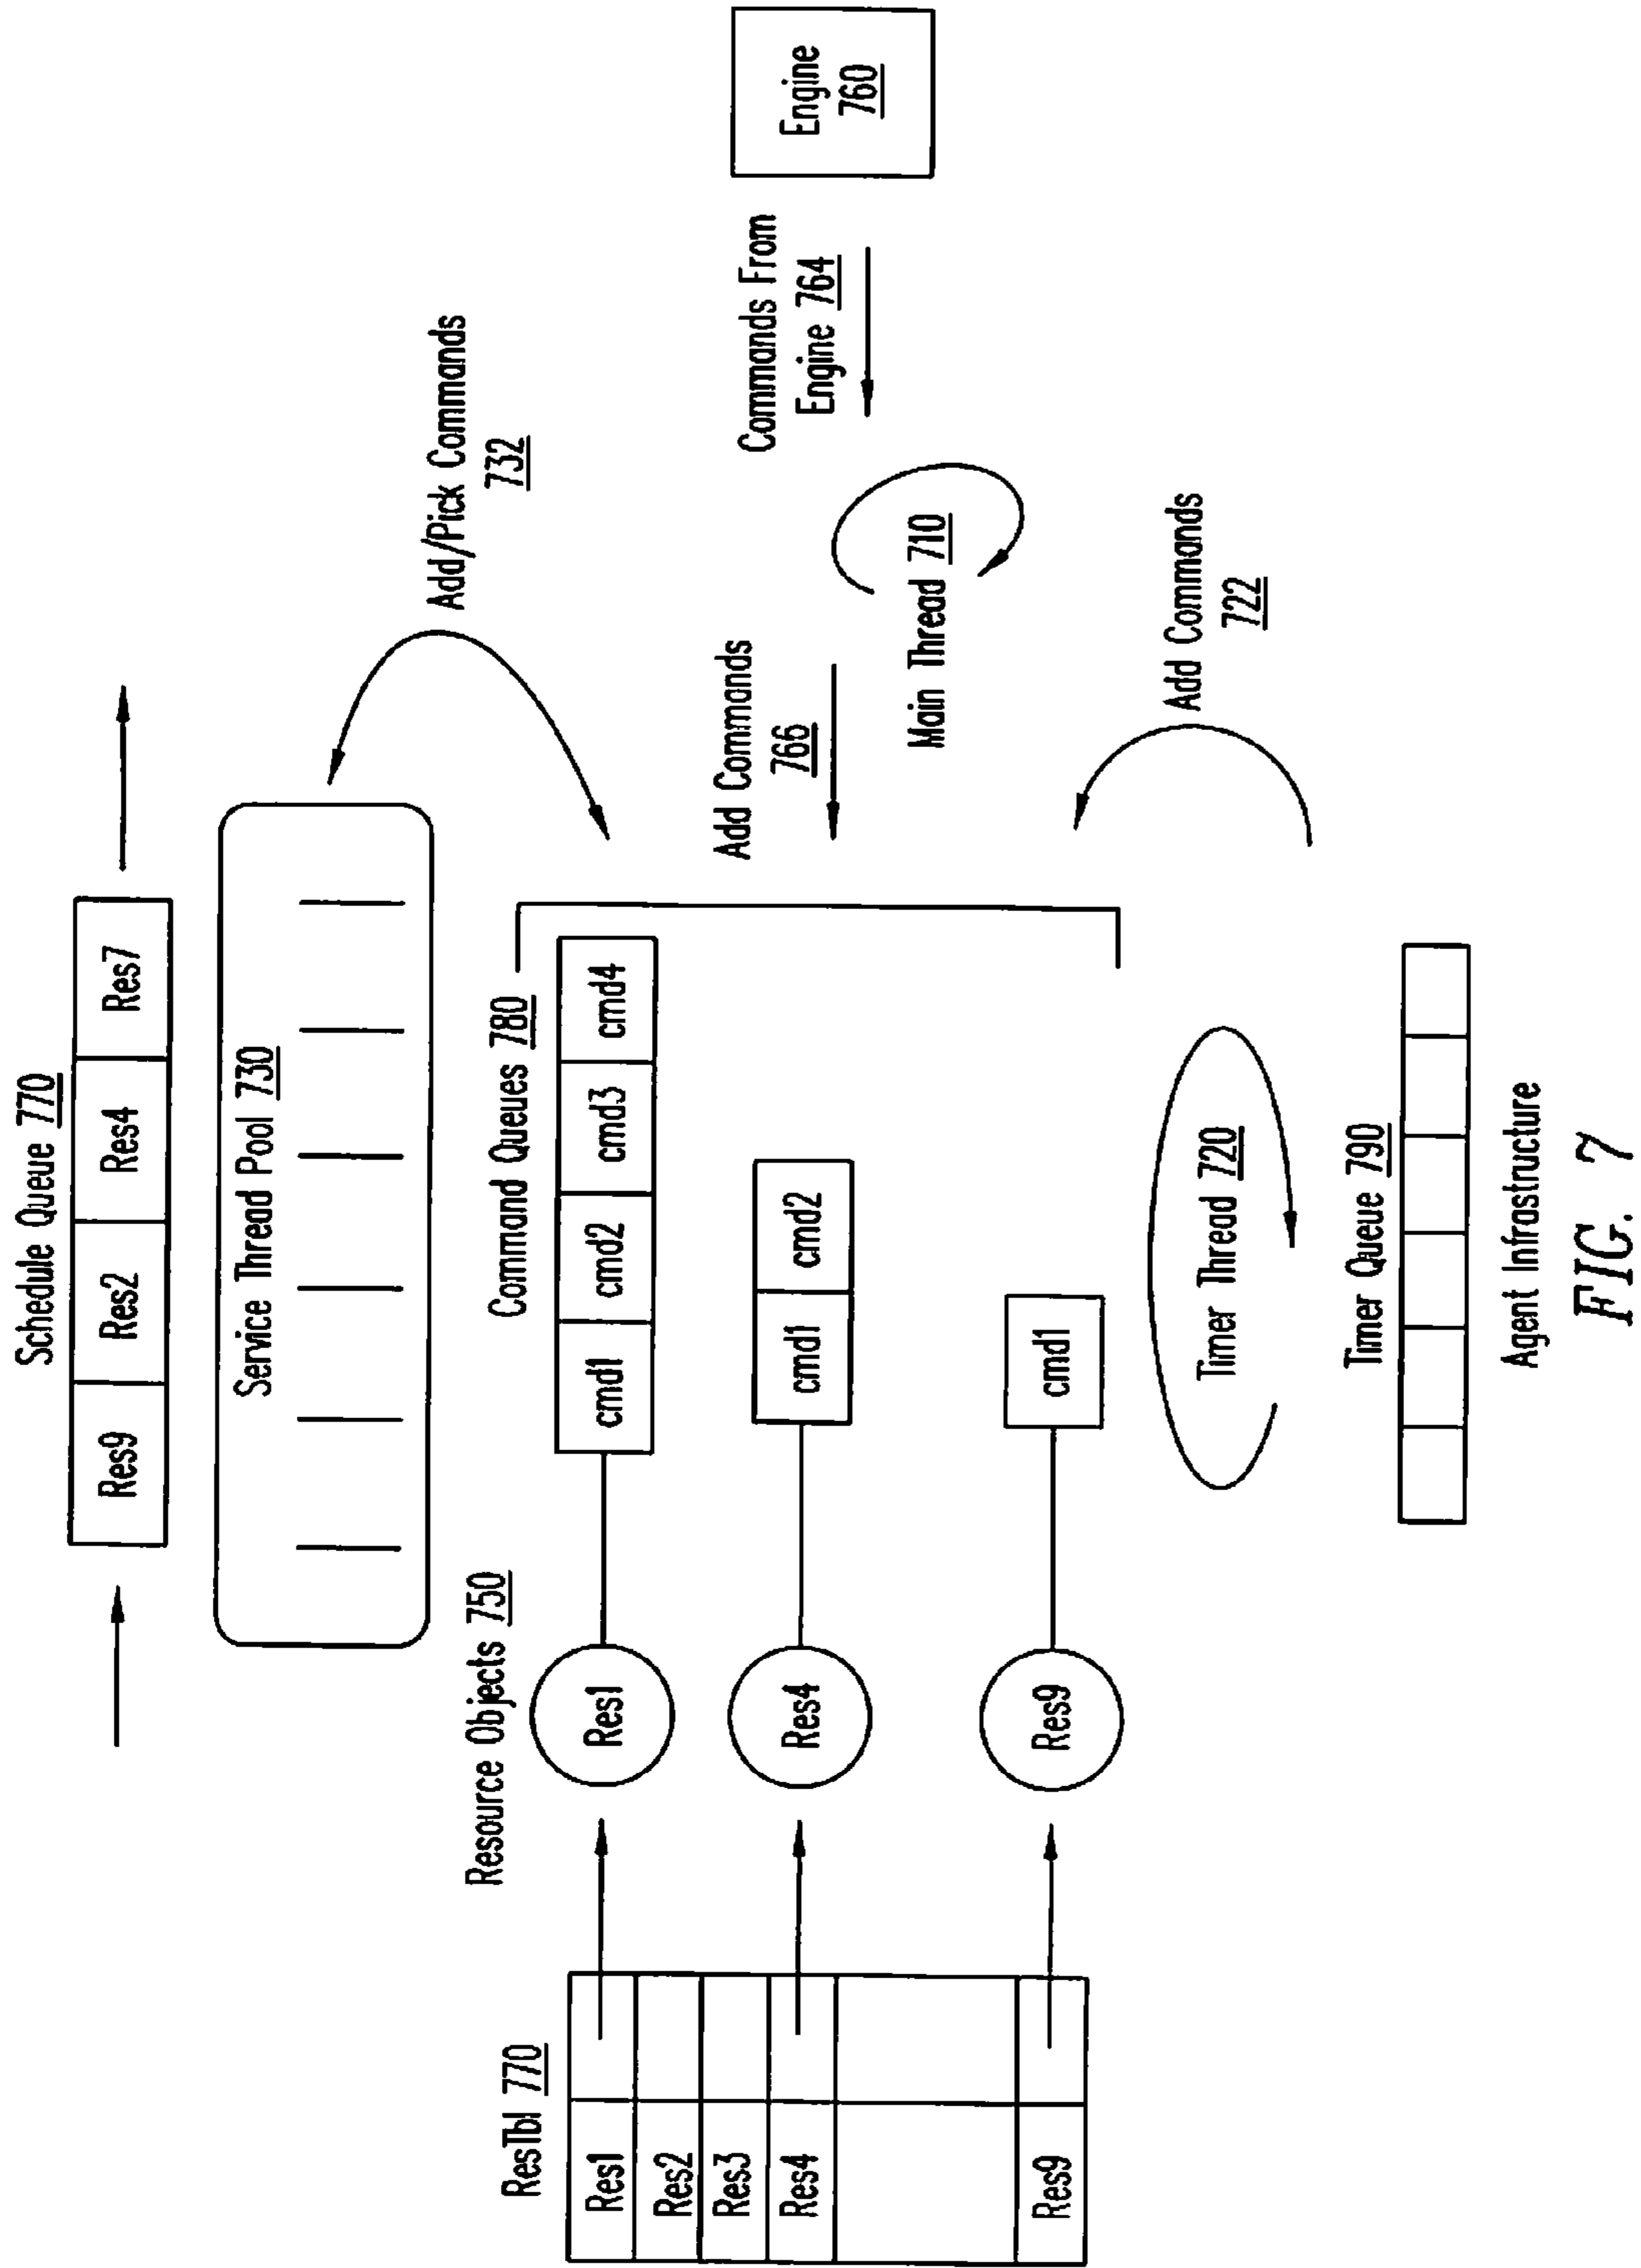 Schedule Queue 770
Res9 Res2 Res4 Res7
Service Thread Pool 730
Add/Pick Commands
732
Resource Objects 750
Command Queues 780
ResTbl 770
Res1
Res2
Res3
Res4
Res9
Res1
cmd1 cmd2 cmd3 cmd4
Res4
cmd1 cmd2
Res9
cmd1
Add Commands
766
Commands From
Engine 764
Engine
760
Main Thread 710
Add Commands
722
Timer Thread 720
Timer Queue 790
Agent Infrastructure
FIG. 7